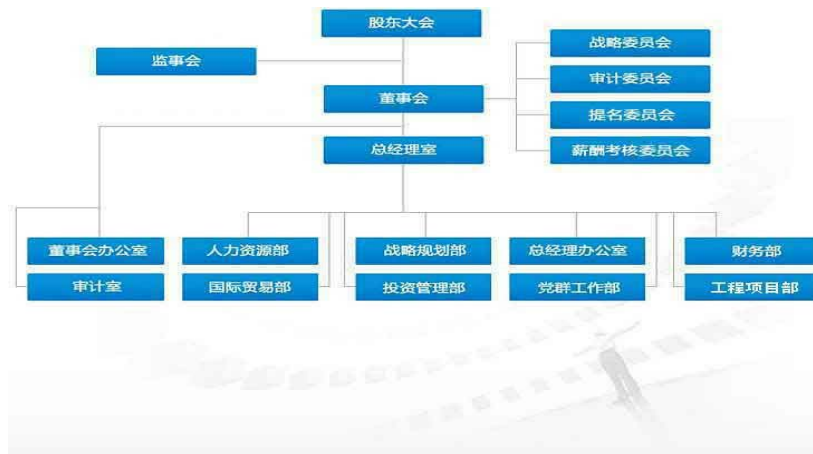 股东大会
监事会
战略委员会
审计委员会
董事会
提名委员会
总经理室
薪酬考核委员会
董事会办公室
人力资源部
战略规划部
总经理办公室
财务部
审计室
国际贸易部
投资管理部
党群工作部
工程项目部